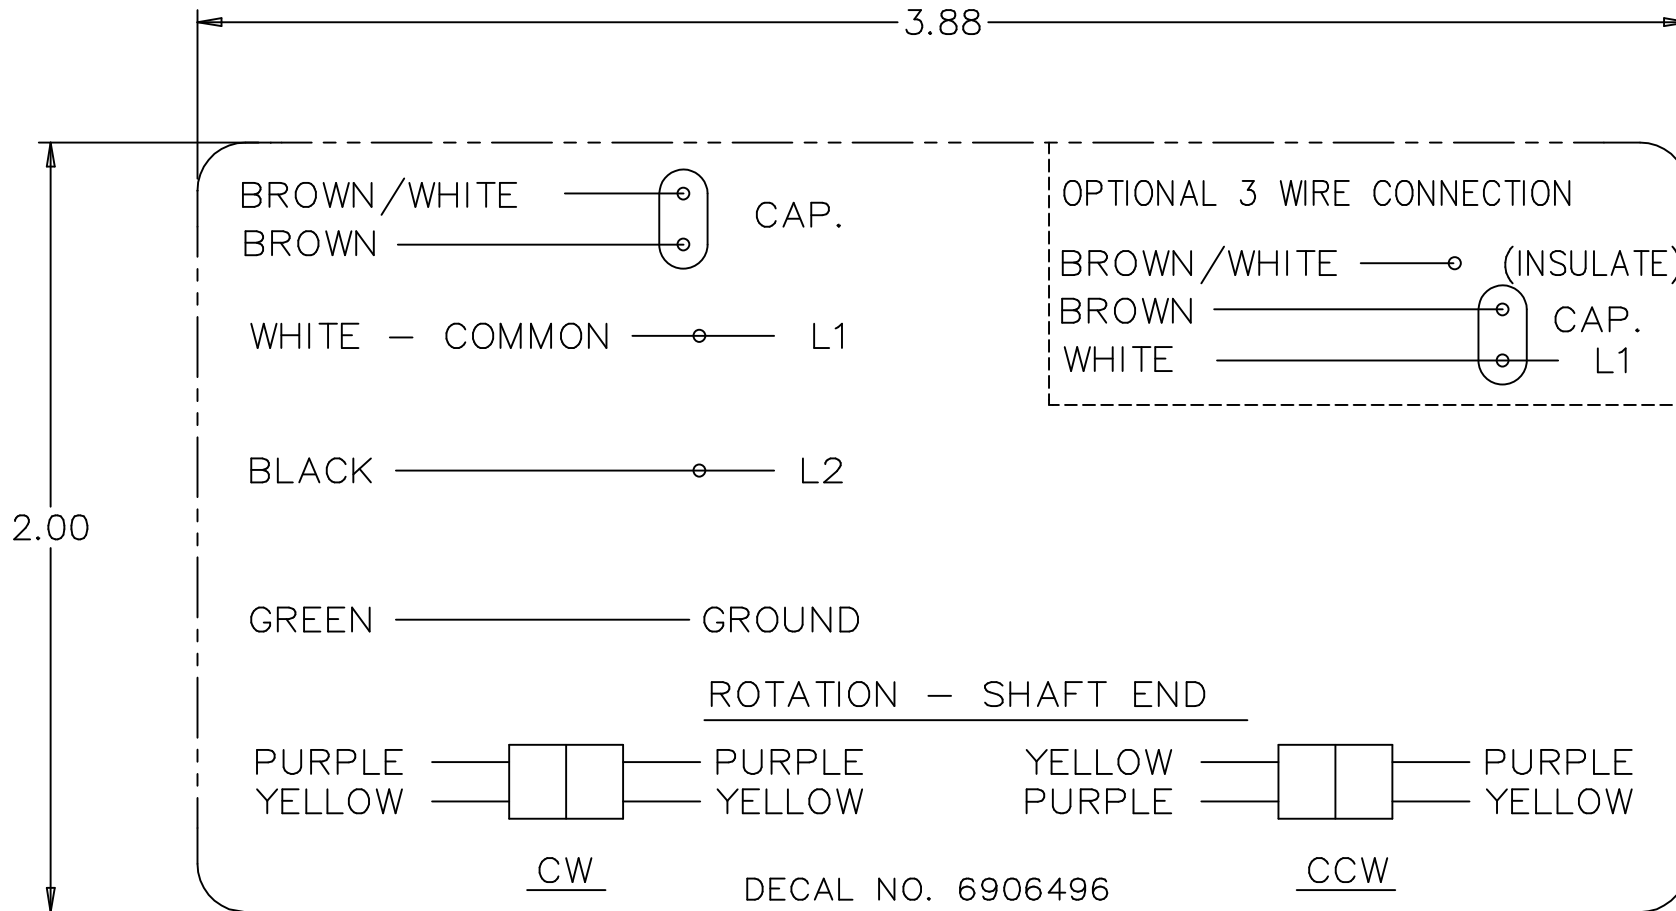 3.88
2.00
BROWN/WHITE
BROWN
CAP.
WHITE - COMMON L1
BLACK L2
GREEN GROUND
OPTIONAL 3 WIRE CONNECTION
BROWN/WHITE (INSULATE)
BROWN
CAP.
WHITE L1
ROTATION - SHAFT END
PURPLE PURPLE
YELLOW YELLOW
CW
YELLOW PURPLE
PURPLE YELLOW
CCW
DECAL NO. 6906496